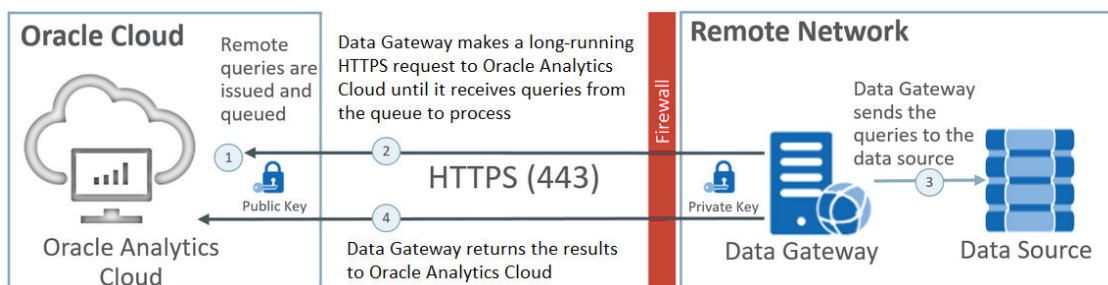 Oracle Cloud
Remote
queries are
issued and
queued
1
Public Key
Oracle Analytics
Cloud
Data Gateway makes a long-running
HTTPS request to Oracle Analytics
Cloud until it receives queries from
the queue to process
2
HTTPS (443)
4
Data Gateway returns the results
to Oracle Analytics Cloud
Firewall
Remote Network
Private Key
Data Gateway
Data Gateway
sends the
queries to the
data source
3
Data Source